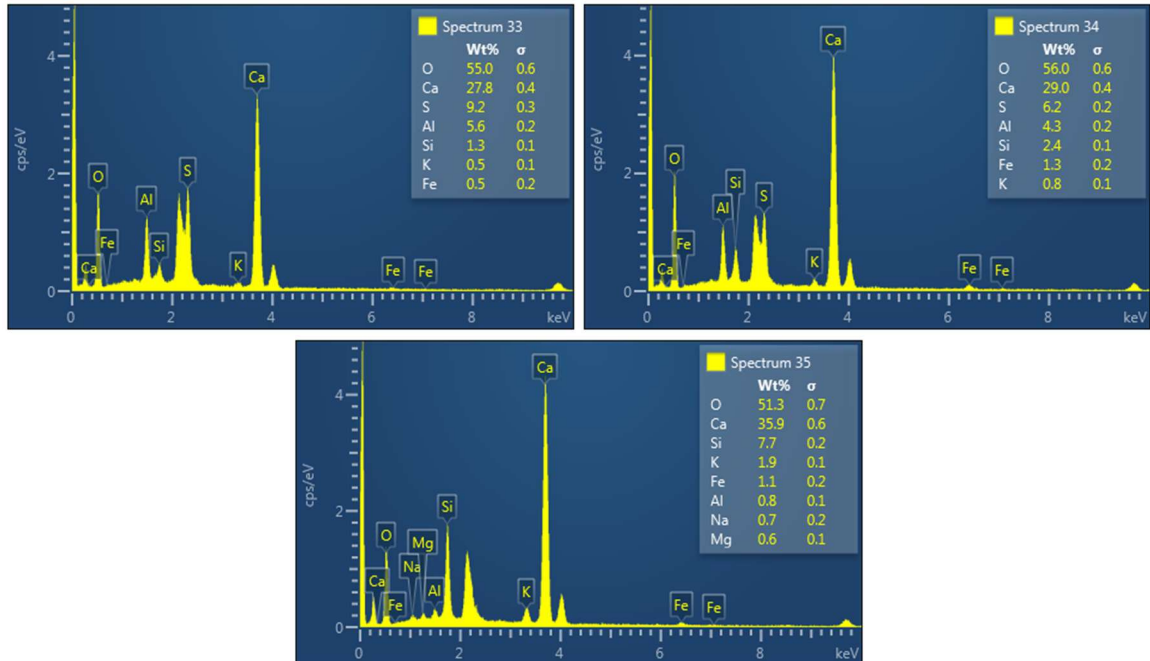 Spectrum 33
Wt% σ
O 55.0 0.6
Ca 27.8 0.4
S 9.2 0.3
Al 5.6 0.2
Si 1.3 0.1
K 0.5 0.1
Fe 0.5 0.2
cps/eV
4
2
0
Ca
O
Al
S
Fe
Si
Ca
K
Fe
Fe
0 2 4 6 8 keV
Spectrum 34
Wt% σ
O 56.0 0.6
Ca 29.0 0.4
S 6.2 0.2
Al 4.3 0.2
Si 2.4 0.1
Fe 1.3 0.2
K 0.8 0.1
cps/eV
4
2
0
Ca
O
Si
Al
S
Fe
Ca
K
Fe
Fe
0 2 4 6 8 keV
Spectrum 35
Wt% σ
O 51.3 0.7
Ca 35.9 0.6
Si 7.7 0.2
K 1.9 0.1
Fe 1.1 0.2
Al 0.8 0.1
Na 0.7 0.2
Mg 0.6 0.1
cps/eV
4
2
0
Ca
Si
O
Mg
Na
Ca
Al
K
Fe
Fe
Fe
0 2 4 6 8 keV